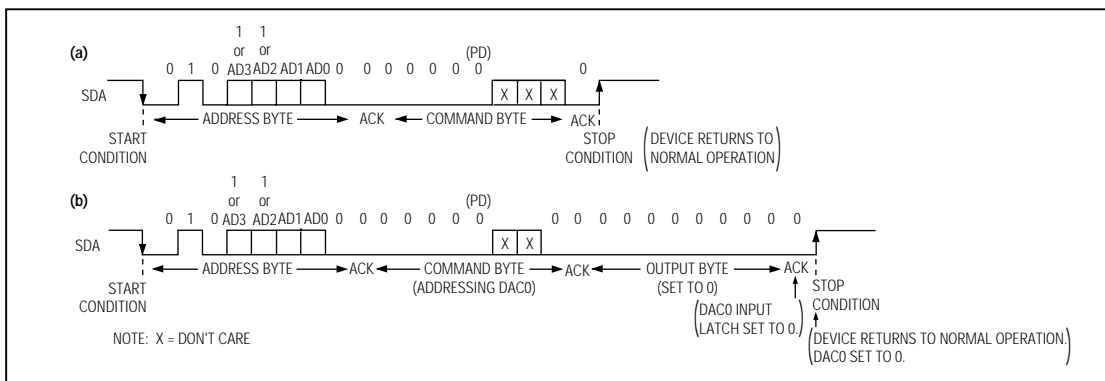 (a)
1 1
or or
0 1 0 AD3 AD2 AD1 AD0 0 0 0 0 0 0 (PD) 0
SDA
X X X
ADDRESS BYTE ACK COMMAND BYTE ACK
START
CONDITION
STOP
CONDITION
(DEVICE RETURNS TO
NORMAL OPERATION)
(b)
1 1
or or
(PD)
0 1 0 AD3 AD2 AD1 AD0 0 0 0 0 0 0 0 0 0 0 0 0 0 0 0 0 0 0
SDA
X X
ADDRESS BYTE ACK COMMAND BYTE ACK OUTPUT BYTE ACK
(ADDRESSING DAC0) (SET TO 0)
START
CONDITION
STOP
CONDITION
(DAC0 INPUT
LATCH SET TO 0.)
(DEVICE RETURNS TO NORMAL OPERATION.
DAC0 SET TO 0.)
NOTE: X = DON'T CARE